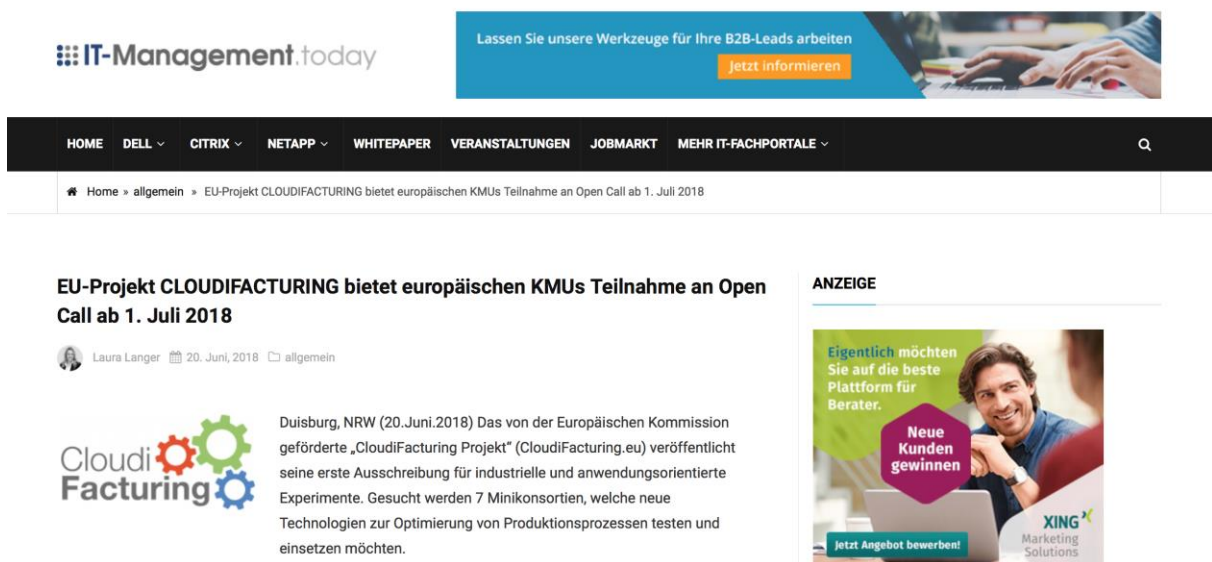 IT-Management.today
Lassen Sie unsere Werkzeuge für Ihre B2B-Leads arbeiten
Jetzt informieren
HOME DELL CITRIX NETAPP WHITEPAPER VERANSTALTUNGEN JOBMARKT MEHR IT-FACHPORTALE
Home » allgemein » EU-Projekt CLOUDIFACTURING bietet europäischen KMUs Teilnahme an Open Call ab 1. Juli 2018
EU-Projekt CLOUDIFACTURING bietet europäischen KMUs Teilnahme an Open
Call ab 1. Juli 2018
Laura Langer 20. Juni, 2018 allgemein
Cloudi
Facturing
Duisburg, NRW (20.Juni.2018) Das von der Europäischen Kommission
geförderte „CloudiFacturing Projekt“ (CloudiFacturing.eu) veröffentlicht
seine erste Ausschreibung für industrielle und anwendungsorientierte
Experimente. Gesucht werden 7 Minikonsortien, welche neue
Technologien zur Optimierung von Produktionsprozessen testen und
einsetzen möchten.
ANZEIGE
Eigentlich möchten
Sie auf die beste
Plattform für
Berater.
Neue
Kunden
gewinnen
XING
Marketing
Solutions
Jetzt Angebot bewerben!